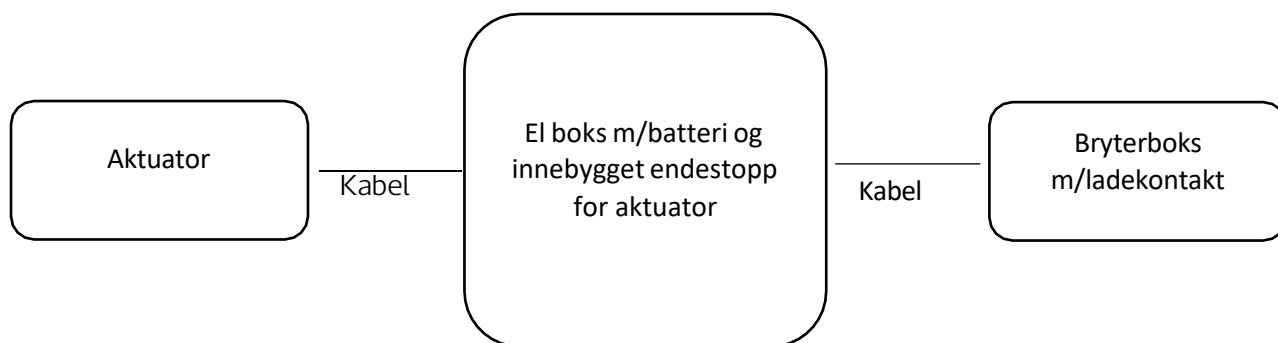 Aktuator
Kabel
El boks m/batteri og
innebygget endestopp
for aktuator
Kabel
Bryterboks
m/ladekontakt